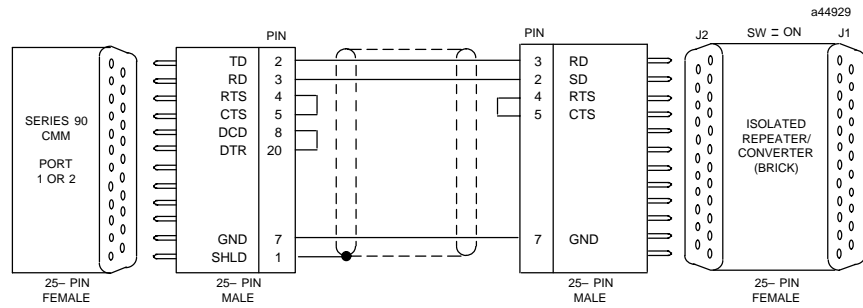 a44929
PIN
PIN
J2
SW = ON
J1
TD 2
3 RD
RD 3
2 SD
RTS 4
4 RTS
CTS 5
5 CTS
DCD 8
DTR 20
SERIES 90
CMM
PORT
1 OR 2
ISOLATED
REPEATER/
CONVERTER
(BRICK)
GND 7
7 GND
SHLD 1
25– PIN
FEMALE
25– PIN
MALE
25– PIN
MALE
25– PIN
FEMALE